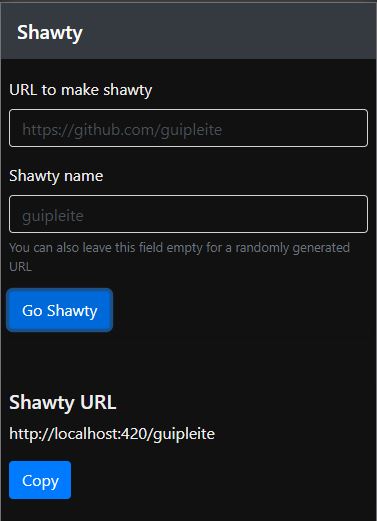 Shawty
URL to make shawty
https://github.com/guipleite
Shawty name
guipleite
You can also leave this field empty for a randomly generated
URL
Go Shawty
Shawty URL
http://localhost:420/guipleite
Copy